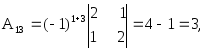 A₁₃ = (-1)¹⁺³ |2 1; 1 2| = 4 − 1 = 3,